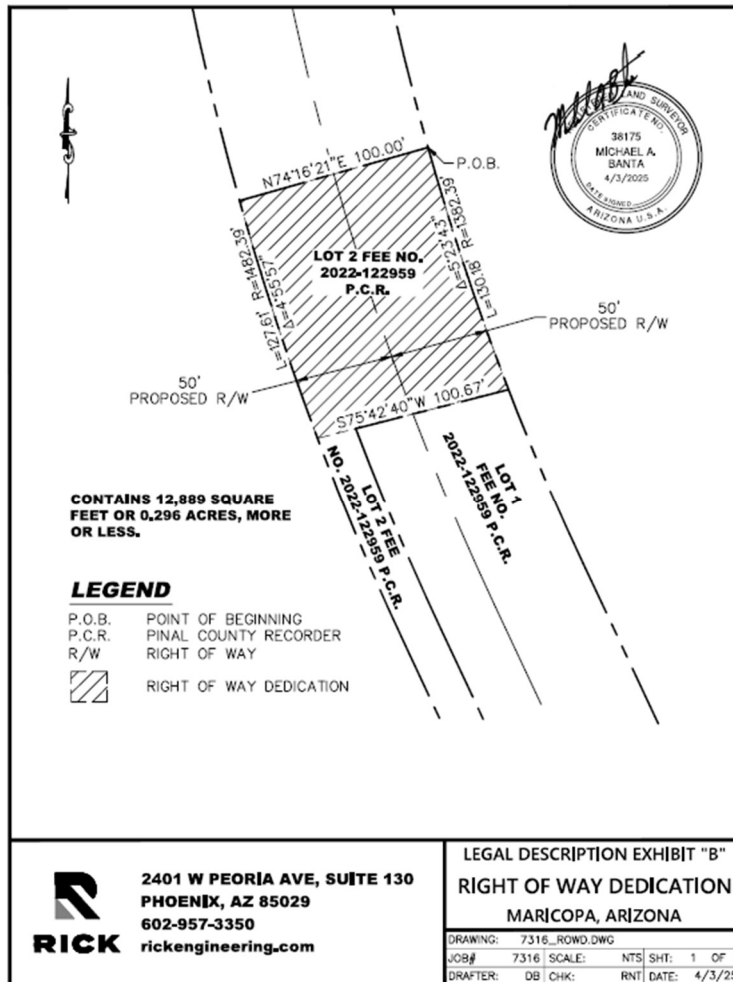 LAND SURVEYOR
CERTIFICATE NO.
38175
MICHAEL A.
BANTA
4/3/2025
DATE SIGNED
ARIZONA U.S.A.
N74°16'21"E 100.00'
P.O.B.
LOT 2 FEE NO.
2022-122959
P.C.R.
L=127.61' R=1482.39'
Δ=4°55'57"
Δ=5°23'43"
L=130.18' R=1382.39'
50'
PROPOSED R/W
50'
PROPOSED R/W
S75°42'40"W 100.67'
LOT 2 FEE
NO. 2022-122959 P.C.R.
LOT 1
FEE NO.
2022-122959 P.C.R.
CONTAINS 12,889 SQUARE
FEET OR 0.296 ACRES, MORE
OR LESS.
LEGEND
P.O.B. POINT OF BEGINNING
P.C.R. PINAL COUNTY RECORDER
R/W RIGHT OF WAY
RIGHT OF WAY DEDICATION
RICK
2401 W PEORIA AVE, SUITE 130
PHOENIX, AZ 85029
602-957-3350
rickengineering.com
LEGAL DESCRIPTION EXHIBIT "B"
RIGHT OF WAY DEDICATION
MARICOPA, ARIZONA
DRAWING: 7316_ROWD.DWG
JOB# 7316 SCALE: NTS SHT: 1 OF
DRAFTER: DB CHK: RNT DATE: 4/3/25